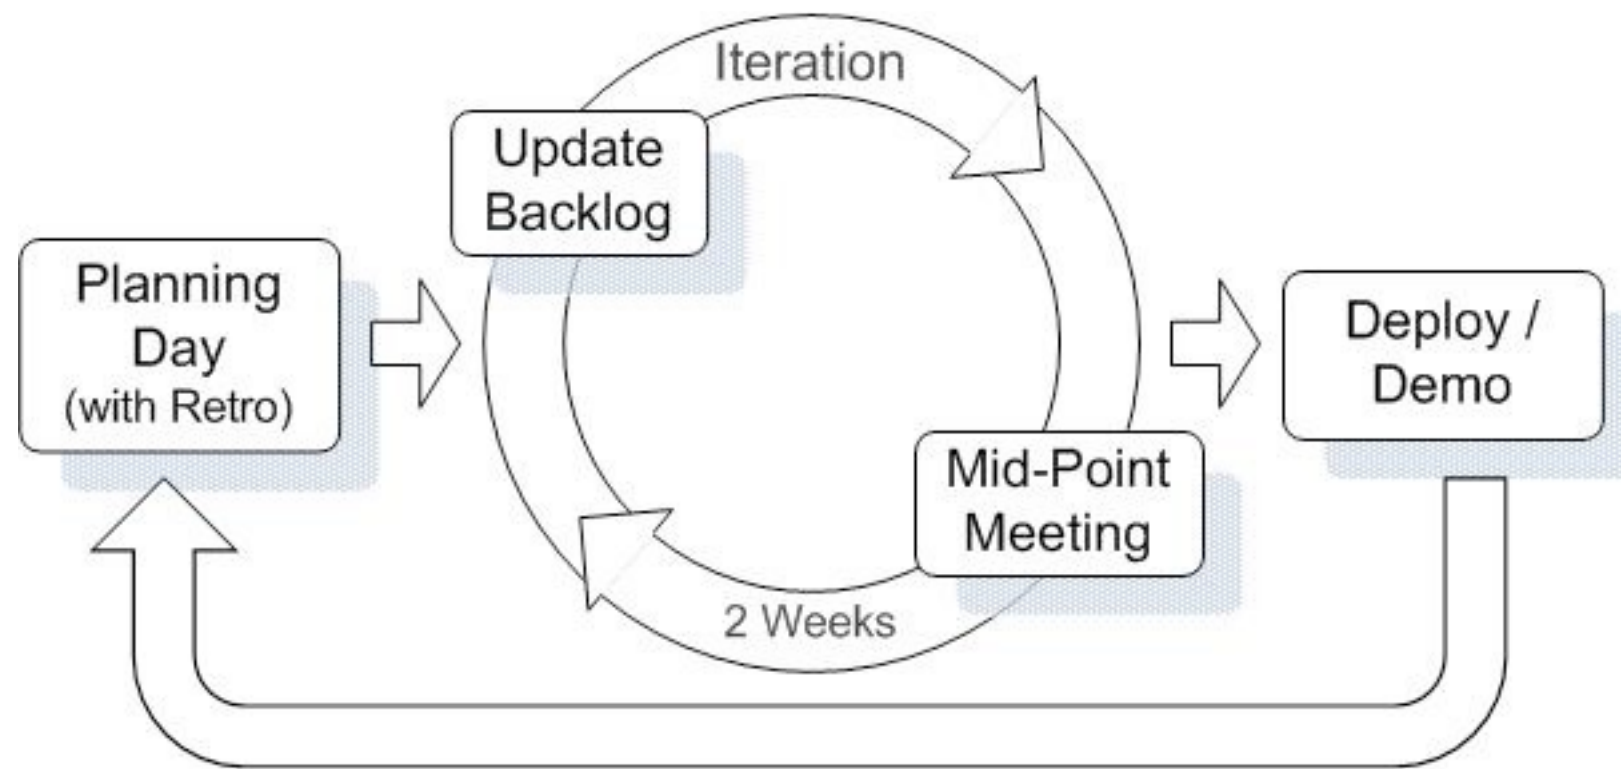 Iteration
Update
Backlog
Planning
Day
(with Retro)
Deploy /
Demo
Mid-Point
Meeting
2 Weeks